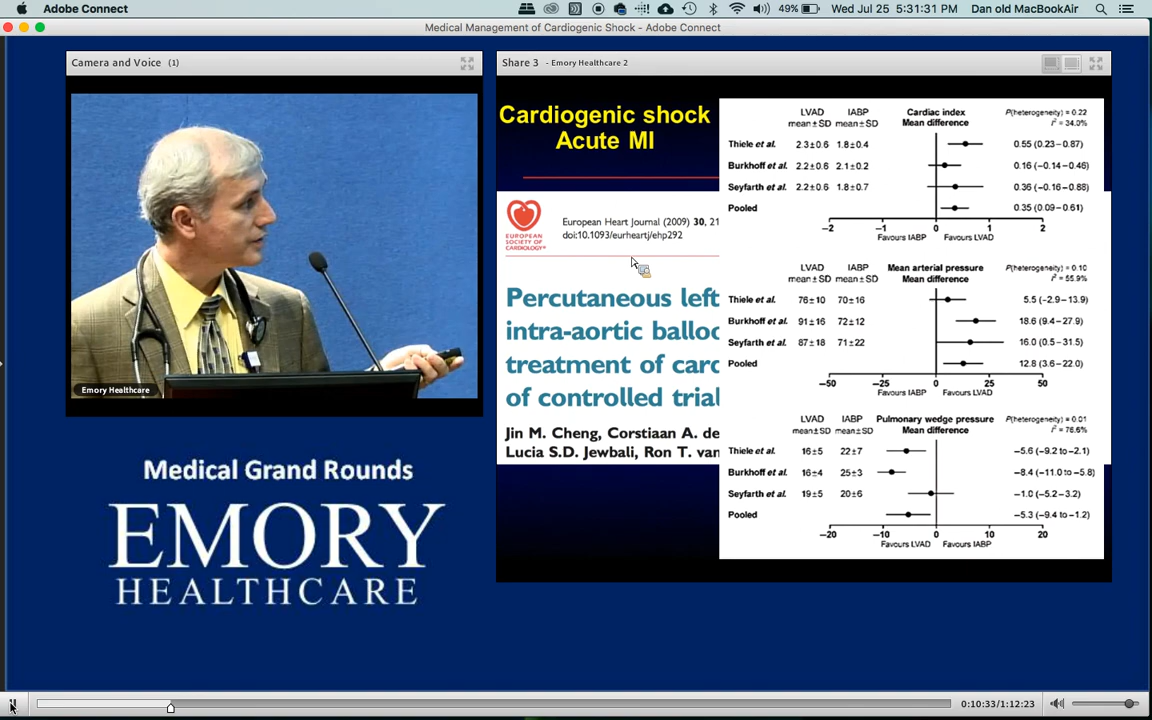 Adobe Connect
49%
Wed Jul 25 5:31:31 PM
Dan old MacBookAir
Medical Management of Cardiogenic Shock - Adobe Connect
Camera and Voice (1)
Emory Healthcare
Medical Grand Rounds
EMORY
HEALTHCARE
Share 3 - Emory Healthcare 2
Cardiogenic shock
Acute MI
EUROPEAN
SOCIETY OF
CARDIOLOGY®
European Heart Journal (2009) 30, 21
doi:10.1093/eurheartj/ehp292
Percutaneous left
intra-aortic balloo
treatment of card
of controlled trial
Jin M. Cheng, Corstiaan A. de
Lucia S.D. Jewbali, Ron T. van
LVAD IABP Cardiac index P(heterogeneity) = 0.22
mean±SD mean±SD Mean difference I² = 34.0%
Thiele et al. 2.3±0.6 1.8±0.4 0.55 (0.23–0.87)
Burkhoff et al. 2.2±0.6 2.1±0.2 0.16 (−0.14–0.46)
Seyfarth et al. 2.2±0.6 1.8±0.7 0.36 (−0.16–0.88)
Pooled 0.35 (0.09–0.61)
−2 −1 0 1 2
Favours IABP Favours LVAD
LVAD IABP Mean arterial pressure P(heterogeneity) = 0.10
mean±SD mean±SD Mean difference I² = 55.9%
Thiele et al. 76±10 70±16 5.5 (−2.9–13.9)
Burkhoff et al. 91±16 72±12 18.6 (9.4–27.9)
Seyfarth et al. 87±18 71±22 16.0 (0.5–31.5)
Pooled 12.8 (3.6–22.0)
−50 −25 0 25 50
Favours IABP Favours LVAD
LVAD IABP Pulmonary wedge pressure P(heterogeneity) = 0.01
mean±SD mean±SD Mean difference I² = 76.6%
Thiele et al. 16±5 22±7 −5.6 (−9.2 to −2.1)
Burkhoff et al. 16±4 25±3 −8.4 (−11.0 to −5.8)
Seyfarth et al. 19±5 20±6 −1.0 (−5.2–3.2)
Pooled −5.3 (−9.4 to −1.2)
−20 −10 0 10 20
Favours LVAD Favours IABP
0:10:33/1:12:23